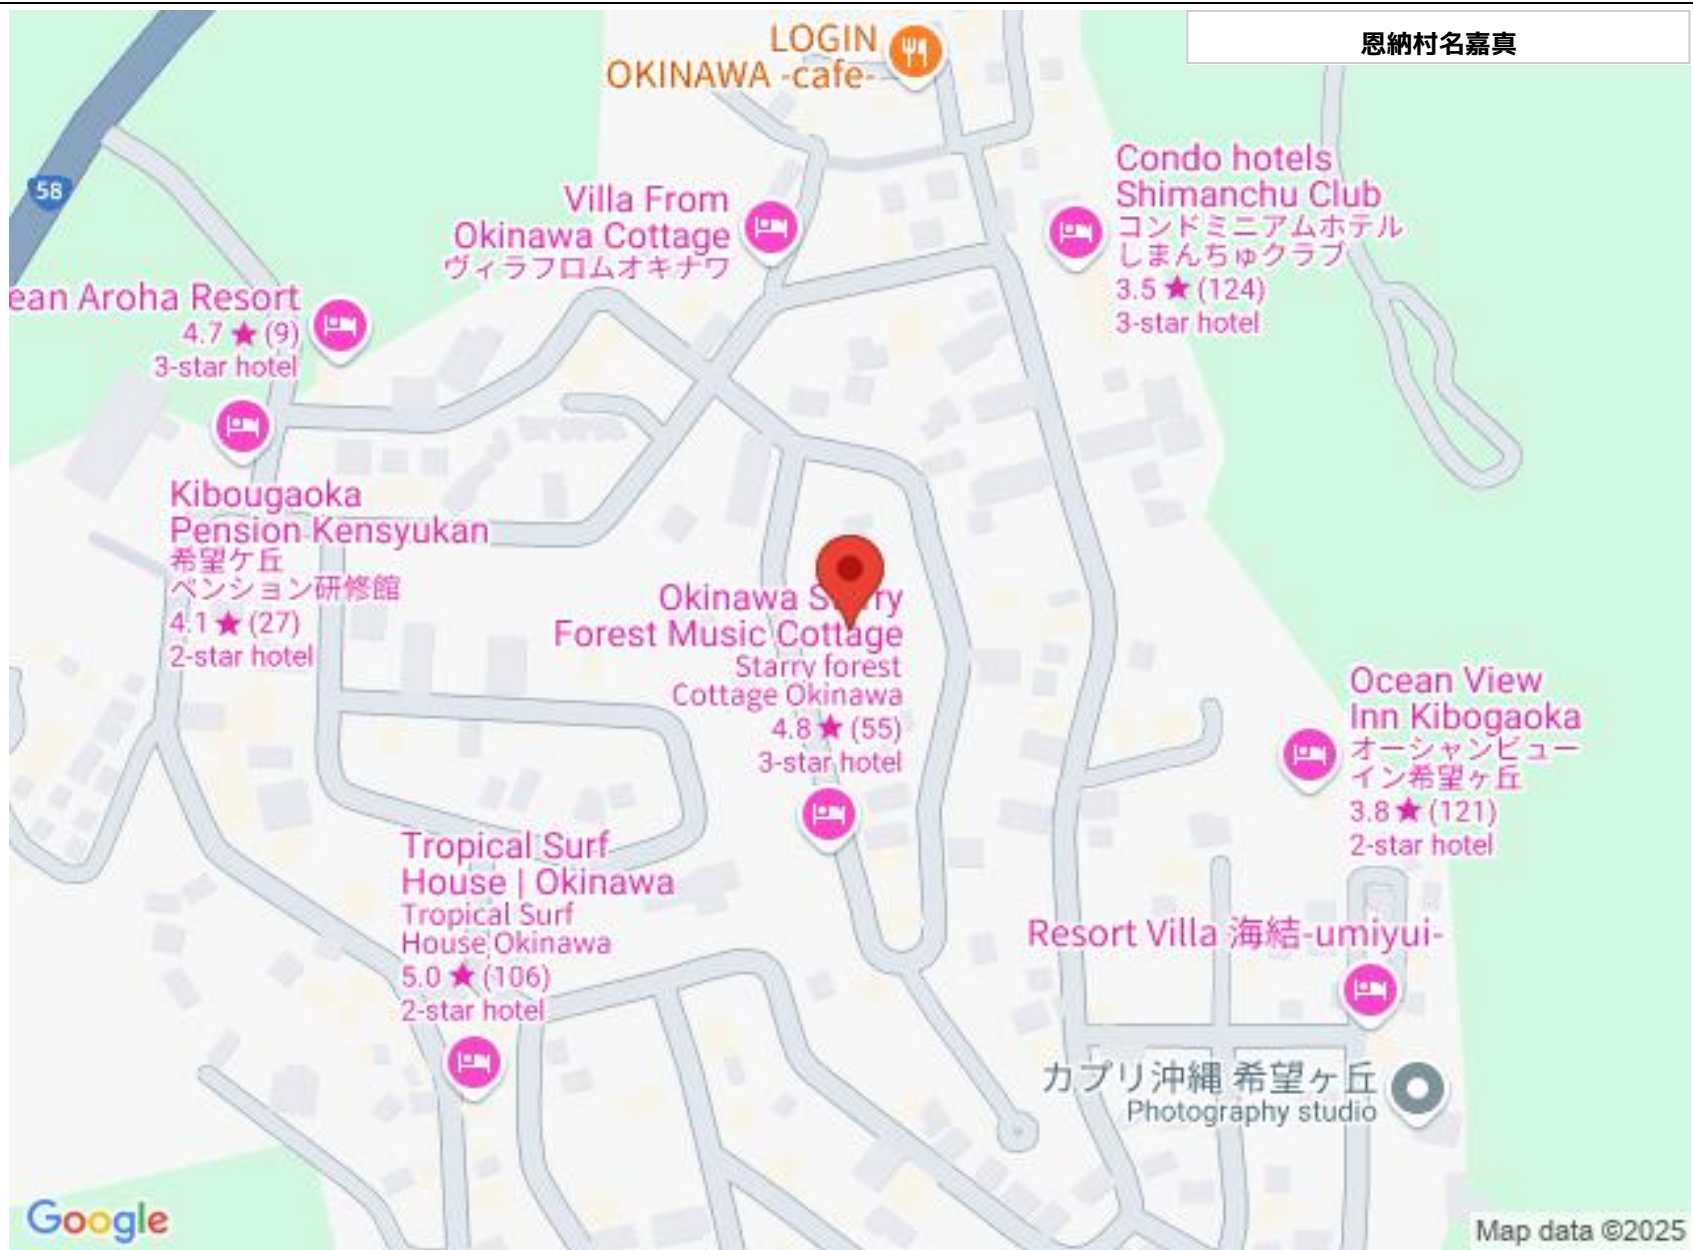 恩納村名嘉真
LOGIN
OKINAWA -cafe-
58
Condo hotels
Shimanchu Club
コンドミニアムホテル
しまんちゅクラブ
3.5 ★ (124)
3-star hotel
Villa From
Okinawa Cottage
ヴィラフロムオキナワ
ean Aroha Resort
4.7 ★ (9)
3-star hotel
Kibougaoka
Pension Kensyukan
希望ケ丘
ペンション研修館
4.1 ★ (27)
2-star hotel
Okinawa Starry
Forest Music Cottage
Starry forest
Cottage Okinawa
4.8 ★ (55)
3-star hotel
Ocean View
Inn Kibogaoka
オーシャンビュー
イン希望ヶ丘
3.8 ★ (121)
2-star hotel
Tropical Surf
House | Okinawa
Tropical Surf
House Okinawa
5.0 ★ (106)
2-star hotel
Resort Villa 海結-umiyui-
カプリ沖縄 希望ヶ丘
Photography studio
Google
Map data ©2025